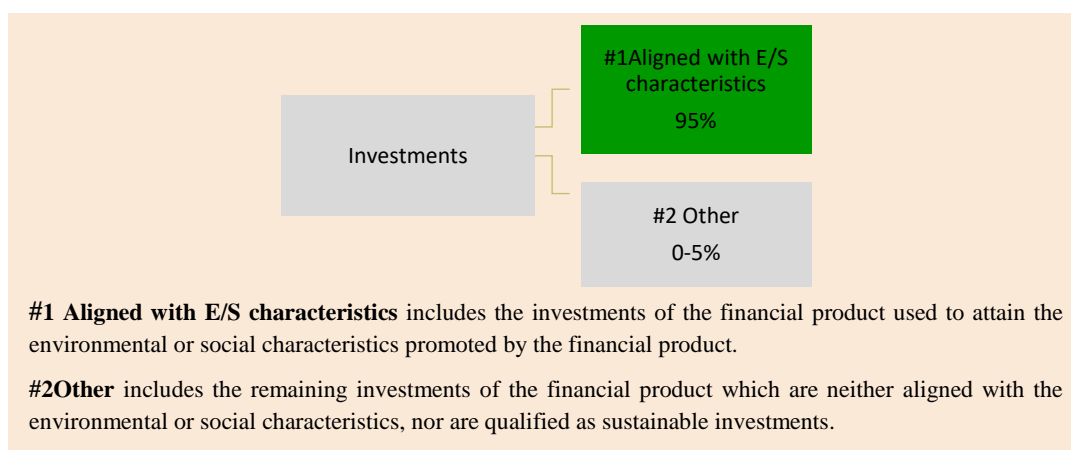 #1Aligned with E/S
characteristics
95%
Investments
#2 Other
0-5%
#1 Aligned with E/S characteristics includes the investments of the financial product used to attain the
environmental or social characteristics promoted by the financial product.
#2Other includes the remaining investments of the financial product which are neither aligned with the
environmental or social characteristics, nor are qualified as sustainable investments.